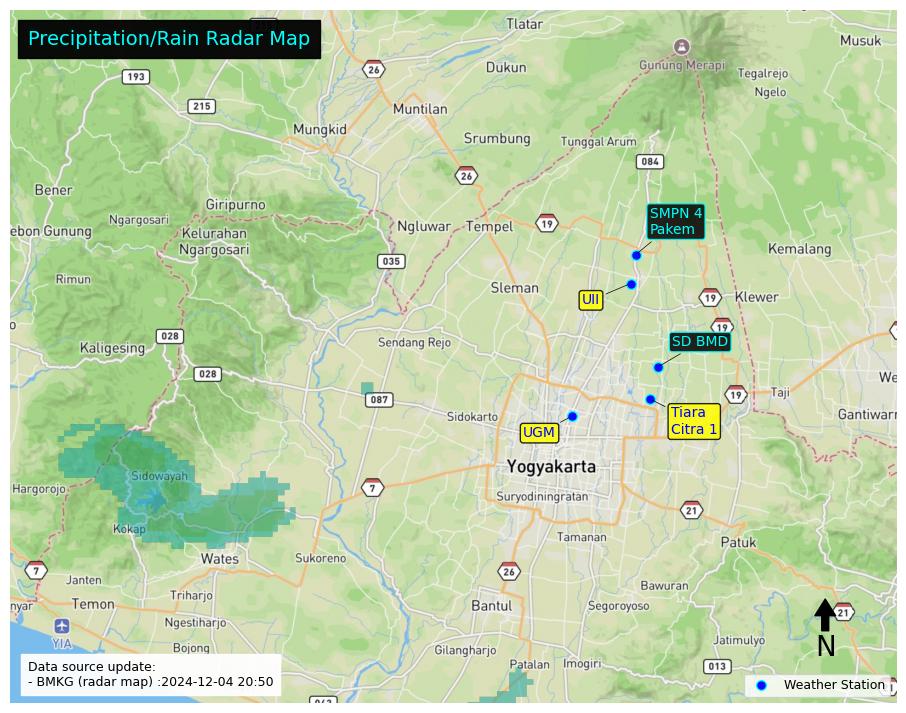 Precipitation/Rain Radar Map
Tlatar
Musuk
26
Gunung Merapi
193
Dukun
Tegalrejo
Ngelo
215
Muntilan
Mungkid
Srumbung
Tunggal Arum
084
26
Bener
Giripurno
Ngargosari
SMPN 4
Pakem
ebon Gunung
Kelurahan
Ngargosari
Ngluwar
Tempel
19
Kemalang
035
Rimun
Sleman
UII
19
Klewer
19
028
Kaligesing
Sendang Rejo
SD BMD
028
We
087
19
Taji
Sidokarto
Tiara
Citra 1
Gantiwarn
UGM
Yogyakarta
Sidowayah
Hargorojo
7
Suryodiningratan
21
Kokap
Tamanan
Patuk
Wates
Sukoreno
7
26
Janten
Bawuran
nyar
Temon
Triharjo
Bantul
Segoroyoso
21
Ngestiharjo
N
YIA
Bojong
Gilangharjo
Jatimulyo
Patalan
Imogiri
013
Data source update:
- BMKG (radar map) :2024-12-04 20:50
Weather Station